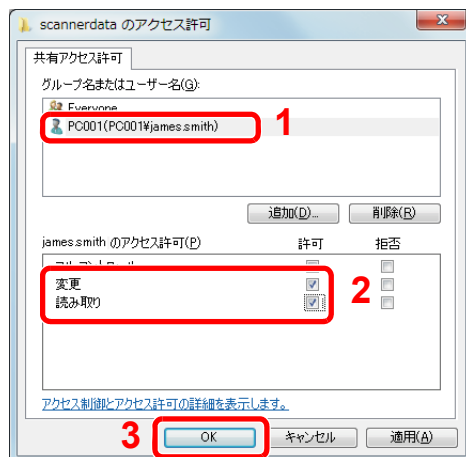 scannerdata のアクセス許可
x
共有アクセス許可
グループ名またはユーザー名(G):
Everyone
PC001(PC001¥james.smith)
1
追加(D)...
削除(R)
james.smith のアクセス許可(P)
許可
拒否
変更
読み取り
2
アクセス制御とアクセス許可の詳細を表示します。
3
OK
キャンセル
適用(A)